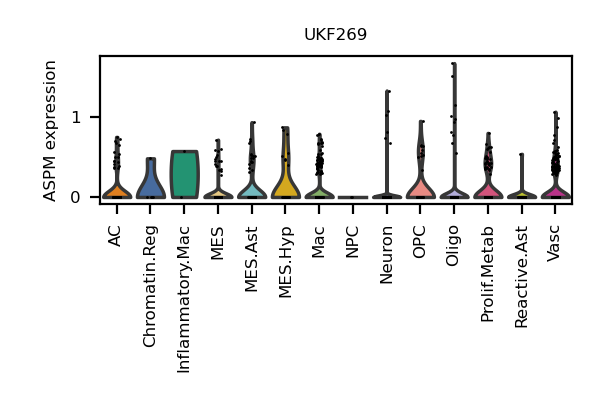 UKF269
ASPM expression
1
0
AC
Chromatin.Reg
Inflammatory.Mac
MES
MES.Ast
MES.Hyp
Mac
NPC
Neuron
OPC
Oligo
Prolif.Metab
Reactive.Ast
Vasc